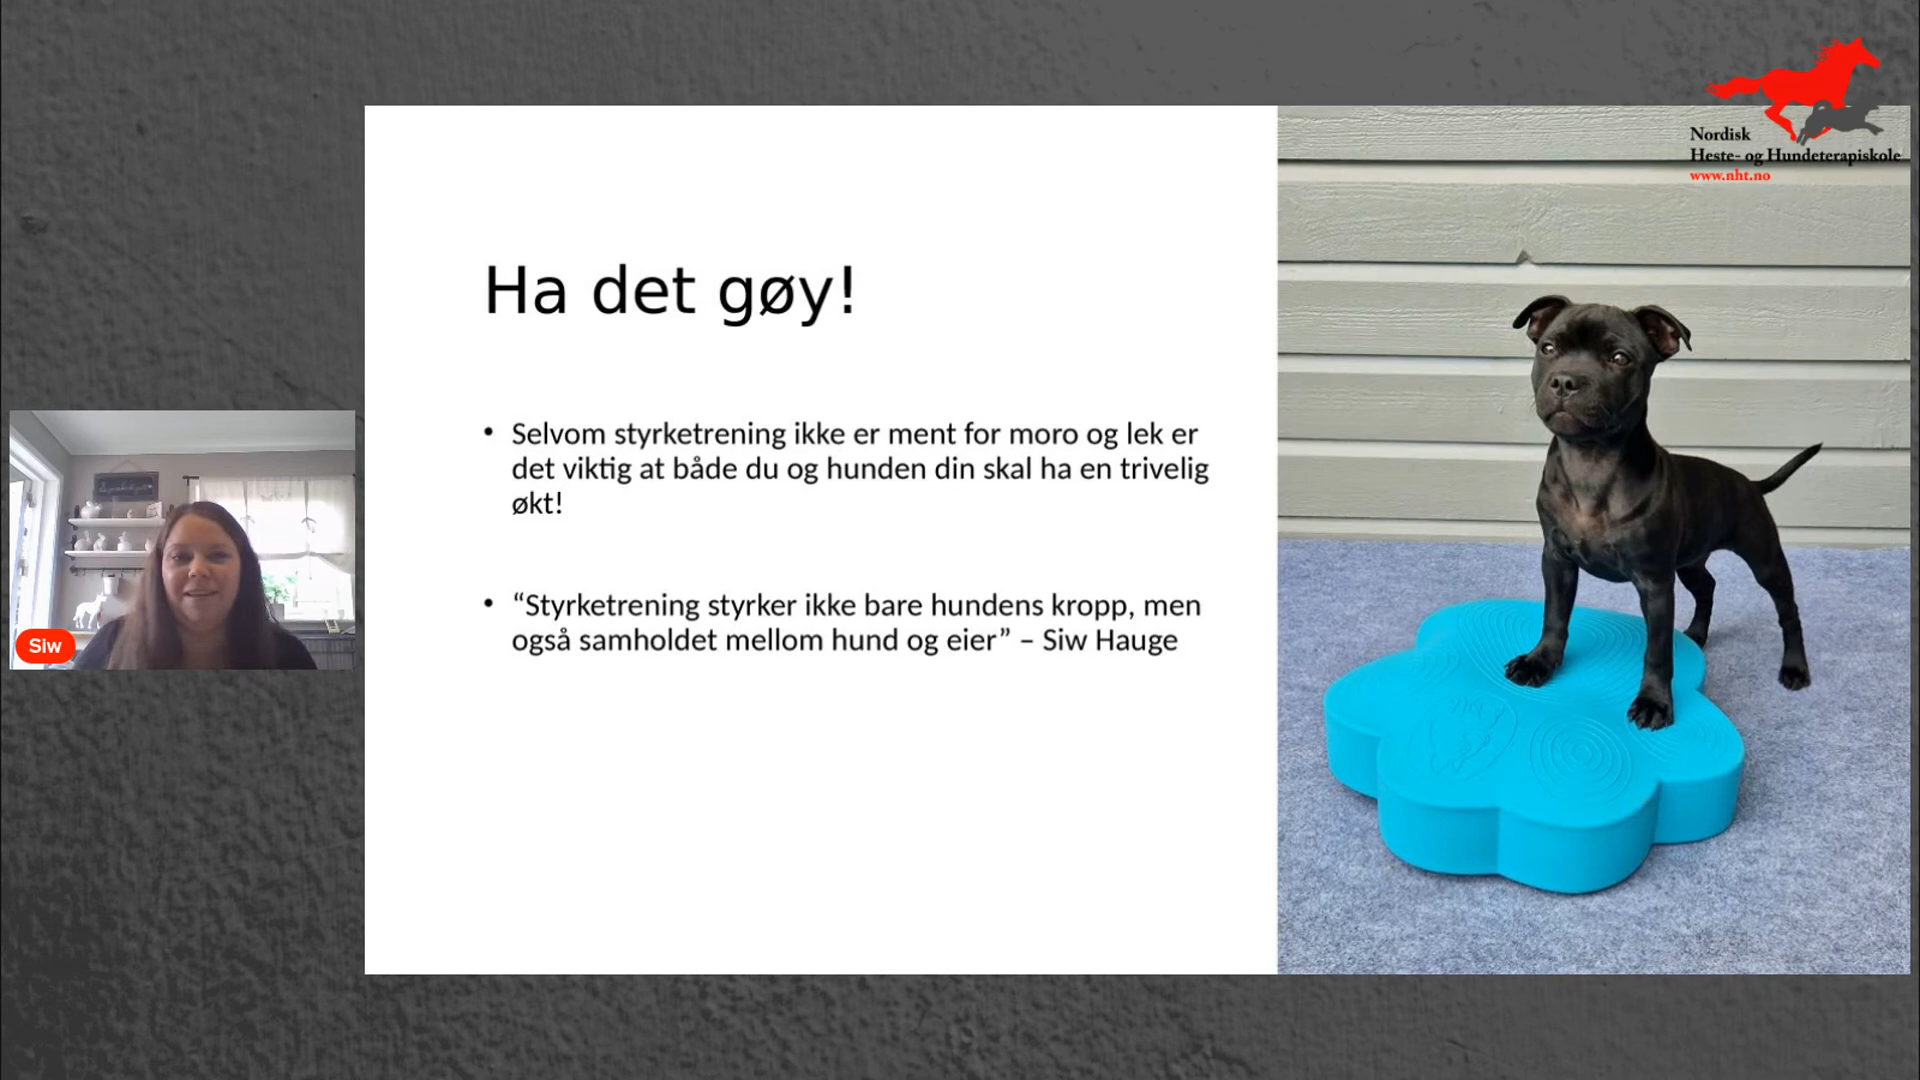 Nordisk
Heste- og Hundeterapiskole
www.nht.no
Ha det gøy!
• Selvom styrketrening ikke er ment for moro og lek er
det viktig at både du og hunden din skal ha en trivelig
økt!
• “Styrketrening styrker ikke bare hundens kropp, men
også samholdet mellom hund og eier” – Siw Hauge
Siw